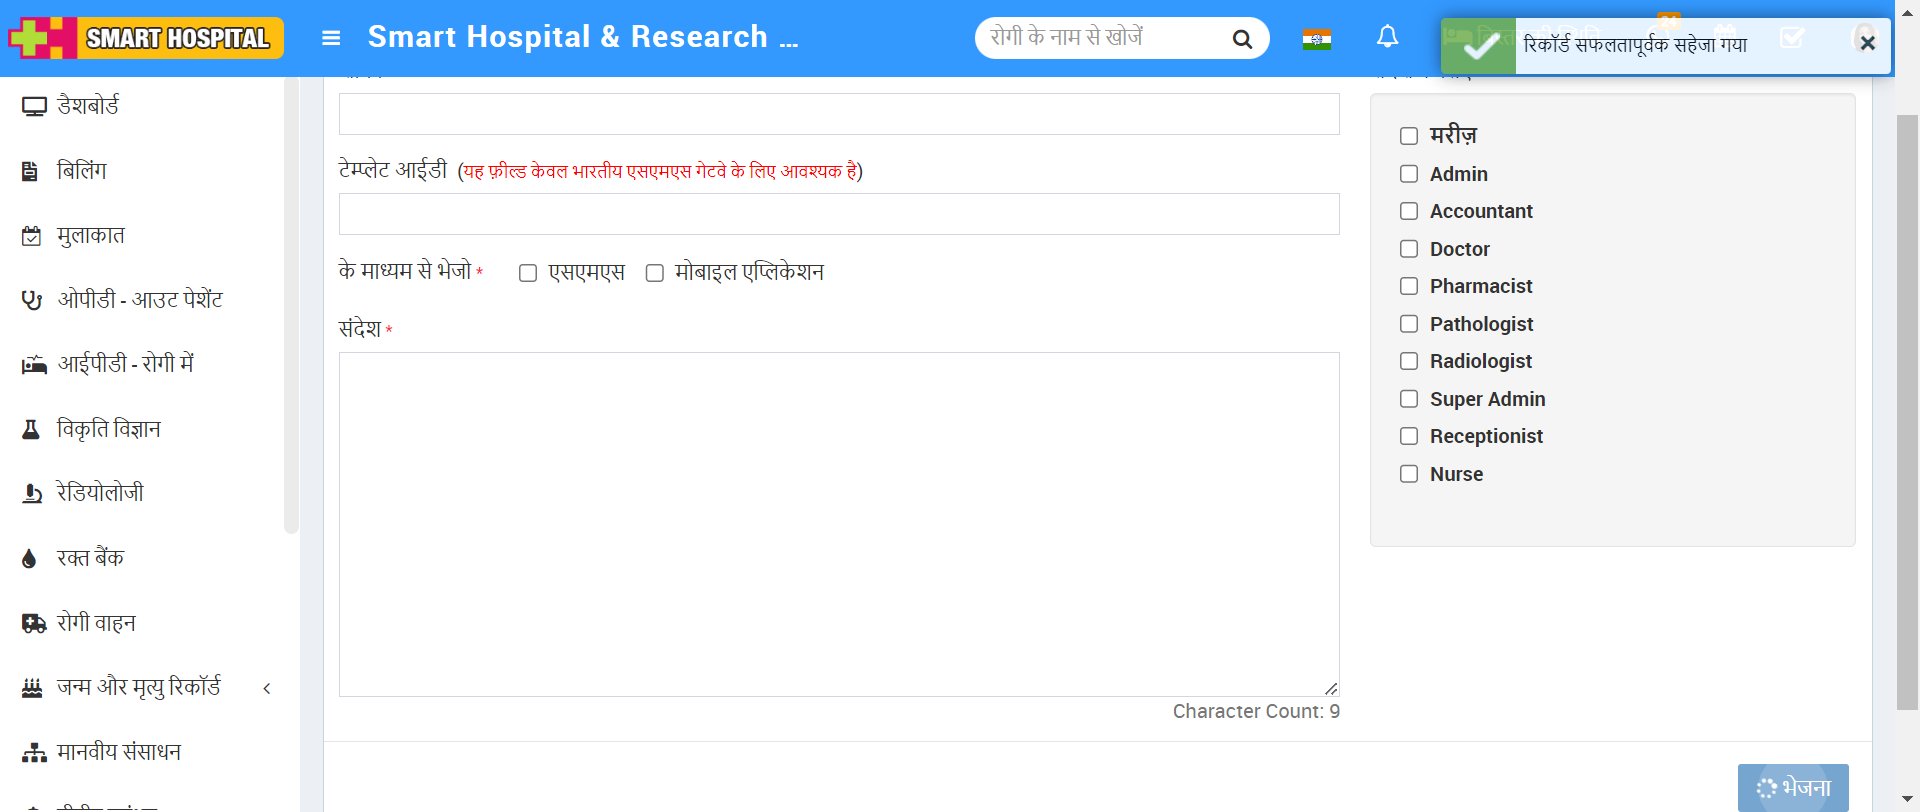 SMART HOSPITAL
Smart Hospital & Research ...
रोगी के नाम से खोजें
रिकॉर्ड सफलतापूर्वक सहेजा गया
डैशबोर्ड
बिलिंग
मुलाकात
ओपीडी - आउट पेशेंट
आईपीडी - रोगी में
विकृति विज्ञान
रेडियोलोजी
रक्त बैंक
रोगी वाहन
जन्म और मृत्यु रिकॉर्ड
मानवीय संसाधन
टेम्पलेट आईडी (यह फ़ील्ड केवल भारतीय एसएमएस गेटवे के लिए आवश्यक है)
के माध्यम से भेजो *
एसएमएस
मोबाइल एप्लिकेशन
संदेश *
Character Count: 9
मरीज़
Admin
Accountant
Doctor
Pharmacist
Pathologist
Radiologist
Super Admin
Receptionist
Nurse
भेजना